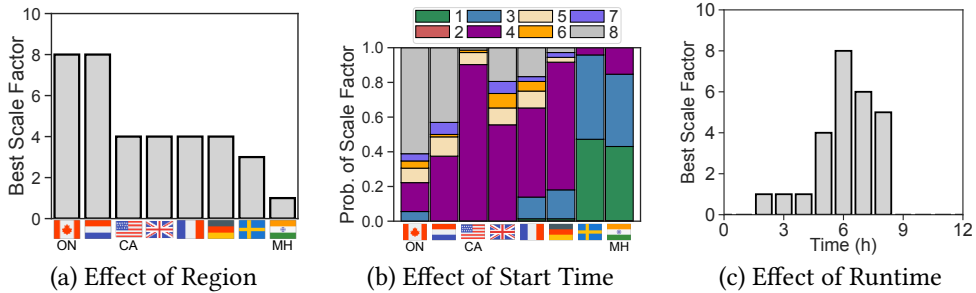 10
8
6
4
2
0
Best Scale Factor
ON CA MH
(a) Effect of Region
1 3 5 7
2 4 6 8
1.0
0.8
0.6
0.4
0.2
0.0
Prob. of Scale Factor
ON CA MH
(b) Effect of Start Time
10
8
6
4
2
0
Best Scale Factor
0 3 6 9 12
Time (h)
(c) Effect of Runtime